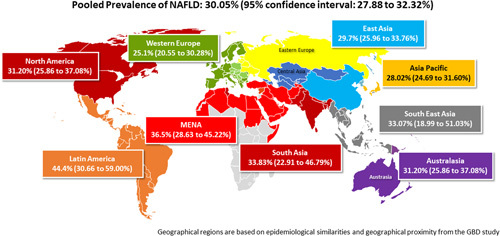 Pooled Prevalence of NAFLD: 30.05% (95% confidence interval: 27.88 to 32.32%)
East Asia
29.7% (25.96 to 33.76%)
Western Europe
25.1% (20.55 to 30.28%)
Eastern Europe
North America
31.20% (25.86 to 37.08%)
Central Asia
Asia Pacific
28.02% (24.69 to 31.60%)
South East Asia
33.07% (18.99 to 51.03%)
MENA
36.5% (28.63 to 45.22%)
South Asia
33.83% (22.91 to 46.79%)
Latin America
44.4% (30.66 to 59.00%)
Australasia
31.20% (25.86 to 37.08%)
Australasia
Geographical regions are based on epidemiological similarities and geographical proximity from the GBD study